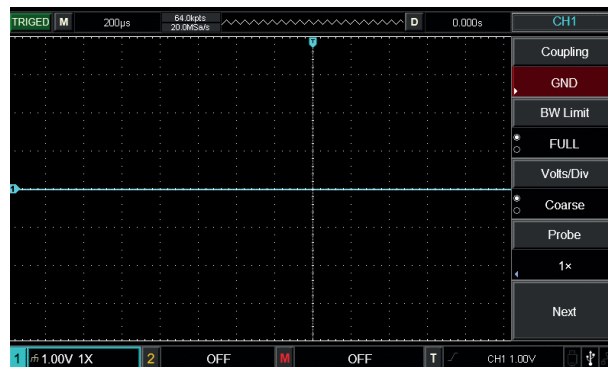 TRIGED M 200μs 64.0kpts D 0.000s CH1
20.0MSa/s
T
Coupling
GND
BW Limit
FULL
Volts/Div
1
Coarse
Probe
1×
Next
1 1.00V 1X 2 OFF M OFF T CH1 1.00V